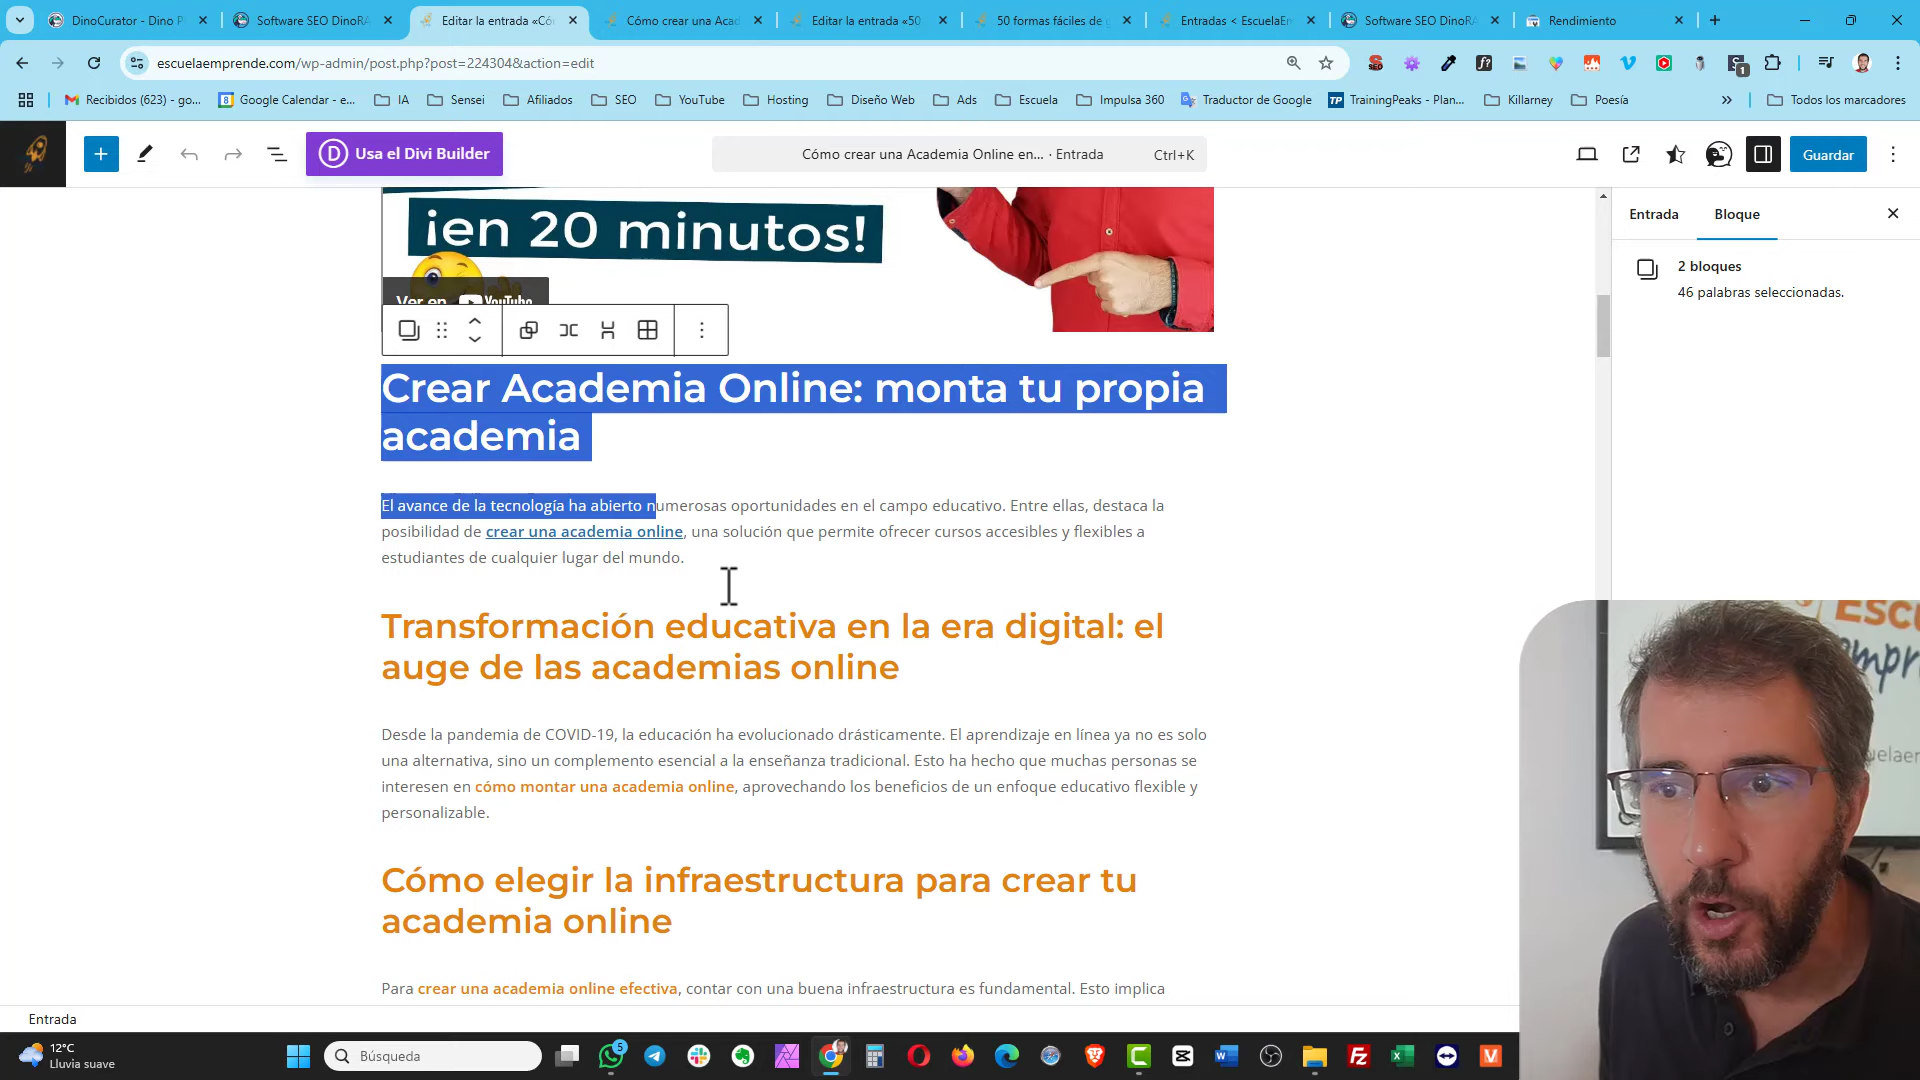 DinoCurator - Dino P
Software SEO DinoRA
Editar la entrada «Có
Cómo crear una Acad
Editar la entrada «50
50 formas fáciles de g
Entradas < EscuelaEm
Software SEO DinoRA
Rendimiento
escuelaemprende.com/wp-admin/post.php?post=224304&action=edit
Recibidos (623) - go...
Google Calendar - e...
IA
Sensei
Afiliados
SEO
YouTube
Hosting
Diseño Web
Ads
Escuela
Impulsa 360
Traductor de Google
TrainingPeaks - Plan...
Killarney
Poesía
Todos los marcadores
Usa el Divi Builder
Cómo crear una Academia Online en... · Entrada
Ctrl+K
Guardar
Entrada
Bloque
2 bloques
46 palabras seleccionadas.
¡en 20 minutos!
Ver en YouTube
Crear Academia Online: monta tu propia
academia
El avance de la tecnología ha abierto numerosas oportunidades en el campo educativo. Entre ellas, destaca la
posibilidad de crear una academia online, una solución que permite ofrecer cursos accesibles y flexibles a
estudiantes de cualquier lugar del mundo.
Transformación educativa en la era digital: el
auge de las academias online
Desde la pandemia de COVID-19, la educación ha evolucionado drásticamente. El aprendizaje en línea ya no es solo
una alternativa, sino un complemento esencial a la enseñanza tradicional. Esto ha hecho que muchas personas se
interesen en cómo montar una academia online, aprovechando los beneficios de un enfoque educativo flexible y
personalizable.
Cómo elegir la infraestructura para crear tu
academia online
Para crear una academia online efectiva, contar con una buena infraestructura es fundamental. Esto implica
Entrada
12°C
Lluvia suave
Búsqueda
5